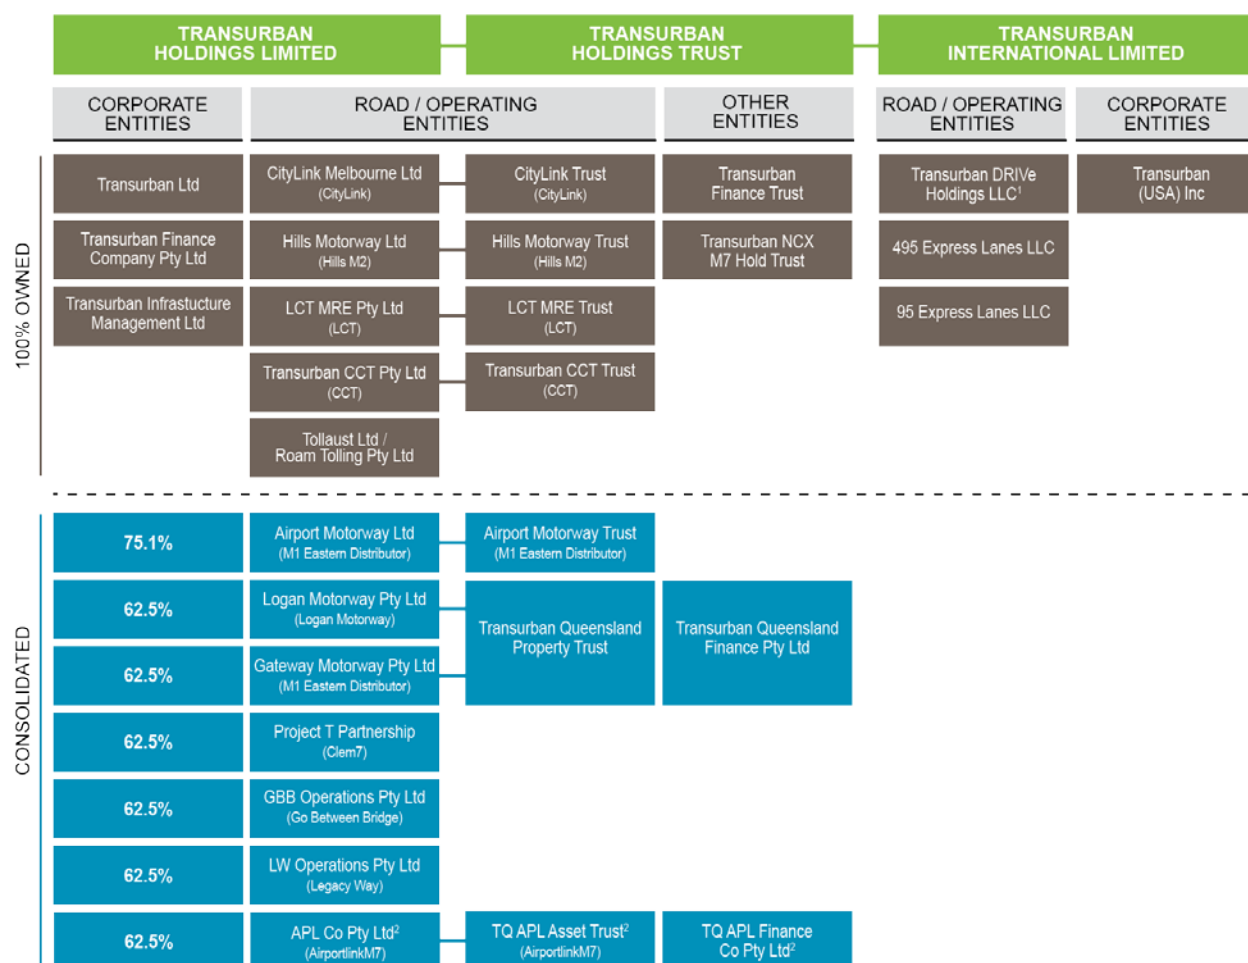 TRANSURBAN
HOLDINGS LIMITED
TRANSURBAN
HOLDINGS TRUST
TRANSURBAN
INTERNATIONAL LIMITED
CORPORATE
ENTITIES
ROAD / OPERATING
ENTITIES
OTHER
ENTITIES
ROAD / OPERATING
ENTITIES
CORPORATE
ENTITIES
100% OWNED
Transurban Ltd
CityLink Melbourne Ltd
(CityLink)
CityLink Trust
(CityLink)
Transurban
Finance Trust
Transurban DRIVe
Holdings LLC¹
Transurban
(USA) Inc
Transurban Finance
Company Pty Ltd
Hills Motorway Ltd
(Hills M2)
Hills Motorway Trust
(Hills M2)
Transurban NCX
M7 Hold Trust
495 Express Lanes LLC
Transurban Infrastucture
Management Ltd
LCT MRE Pty Ltd
(LCT)
LCT MRE Trust
(LCT)
95 Express Lanes LLC
Transurban CCT Pty Ltd
(CCT)
Transurban CCT Trust
(CCT)
Tollaust Ltd /
Roam Tolling Pty Ltd
CONSOLIDATED
75.1%
Airport Motorway Ltd
(M1 Eastern Distributor)
Airport Motorway Trust
(M1 Eastern Distributor)
62.5%
Logan Motorway Pty Ltd
(Logan Motorway)
Transurban Queensland
Property Trust
Transurban Queensland
Finance Pty Ltd
62.5%
Gateway Motorway Pty Ltd
(M1 Eastern Distributor)
62.5%
Project T Partnership
(Clem7)
62.5%
GBB Operations Pty Ltd
(Go Between Bridge)
62.5%
LW Operations Pty Ltd
(Legacy Way)
62.5%
APL Co Pty Ltd²
(AirportlinkM7)
TQ APL Asset Trust²
(AirportlinkM7)
TQ APL Finance
Co Pty Ltd²